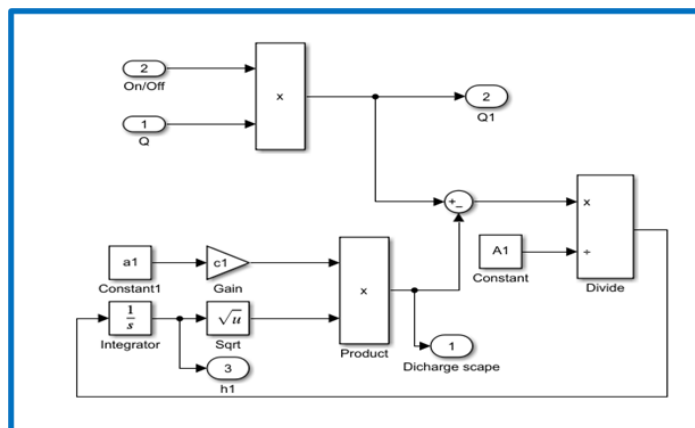 2
On/Off
1
Q
x
2
Q1
+
−
x
÷
Divide
A1
Constant
a1
Constant1
c1
Gain
x
Product
1
s
Integrator
√u
Sqrt
3
h1
1
Dicharge scape